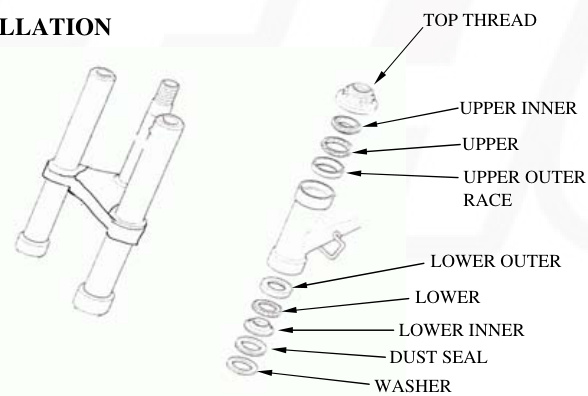 LLATION
TOP THREAD
UPPER INNER
UPPER
UPPER OUTER
RACE
LOWER OUTER
LOWER
LOWER INNER
DUST SEAL
WASHER